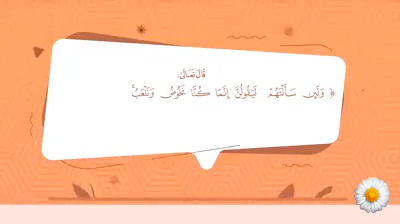 قَالَ تَعَالَىٰ
﴿ وَلَئِن سَأَلْتَهُمْ لَيَقُولُنَّ إِنَّمَا كُنَّا نَخُوضُ وَنَلْعَبُ ۚ